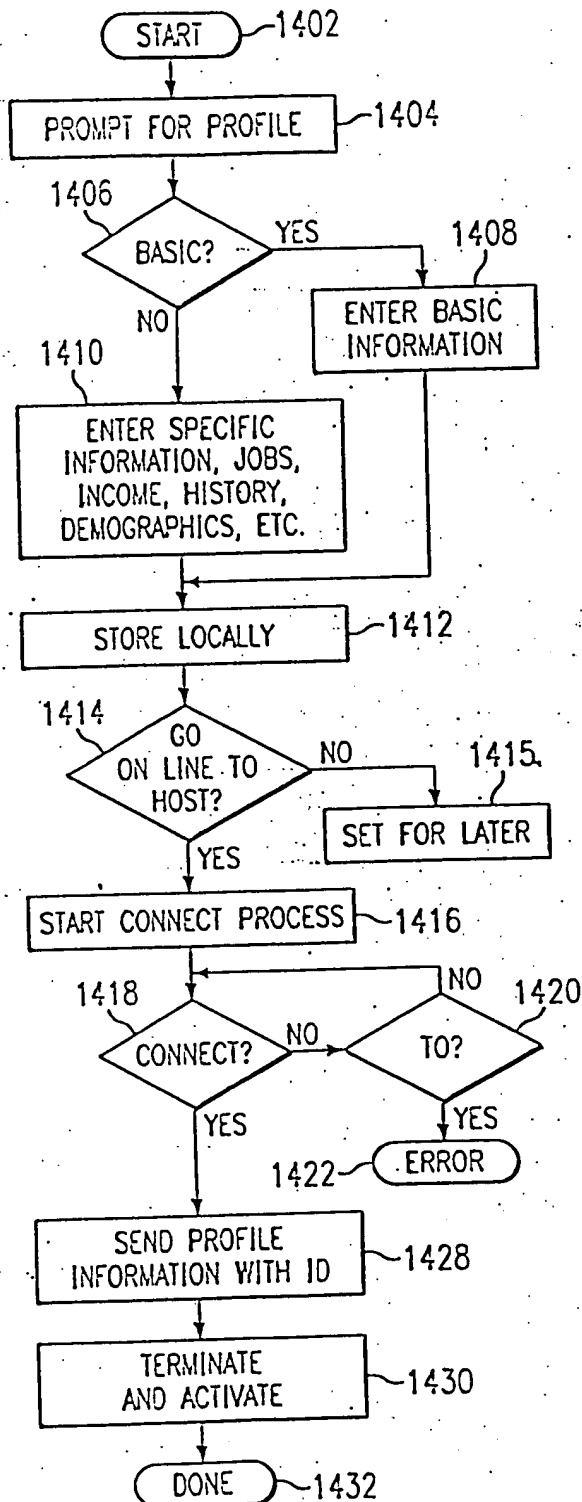 START
1402
PROMPT FOR PROFILE
1404
1406
BASIC?
YES
NO
1408
ENTER BASIC
INFORMATION
1410
ENTER SPECIFIC
INFORMATION, JOBS,
INCOME, HISTORY,
DEMOGRAPHICS, ETC.
STORE LOCALLY
1412
1414
GO
ON LINE TO
HOST?
NO
YES
1415
SET FOR LATER
START CONNECT PROCESS
1416
1418
CONNECT?
NO
YES
NO
1420
TO?
YES
1422
ERROR
SEND PROFILE
INFORMATION WITH ID
1428
TERMINATE
AND ACTIVATE
1430
DONE
1432